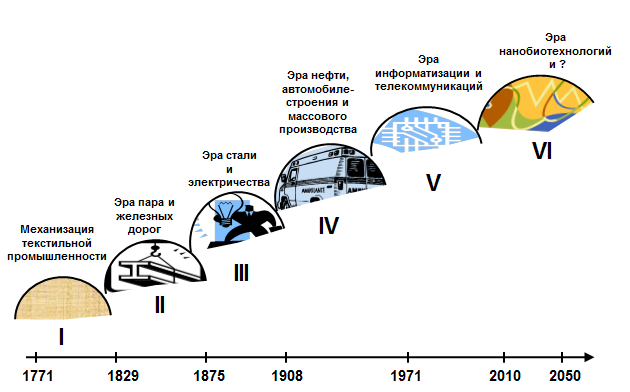 Механизация
текстильной
промышленности
I
Эра пара и
железных
дорог
II
Эра стали
и
электричества
III
Эра нефти,
автомобиле-
строения и
массового
производства
AMBULANCE
IV
Эра
информатизации и
телекоммуникаций
V
Эра
нанобиотехнологий
и ?
VI
1771 1829 1875 1908 1971 2010 2050